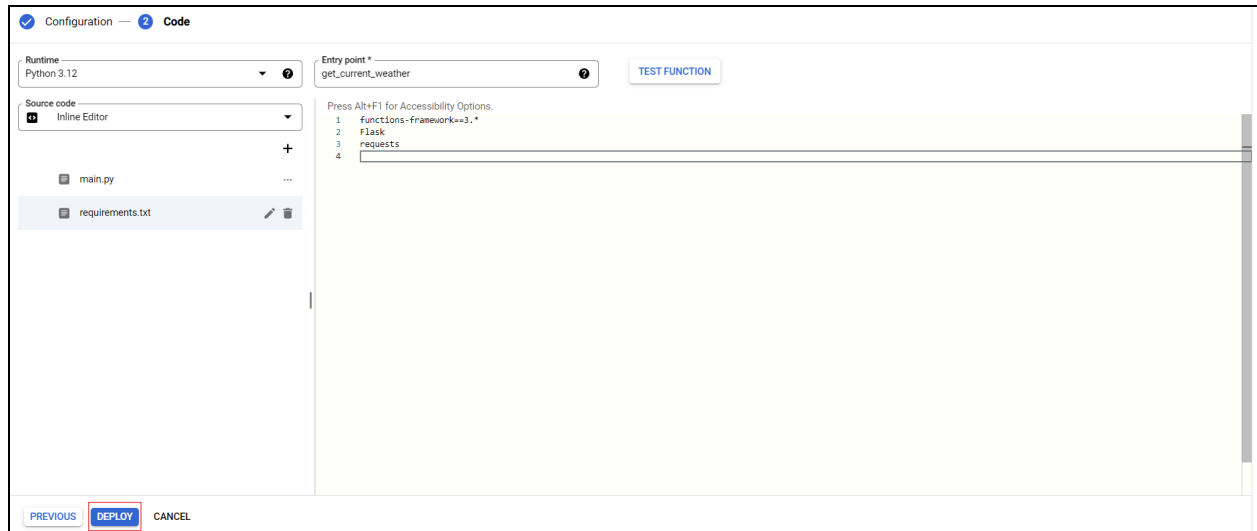 Configuration — 2 Code
Runtime
Python 3.12
Entry point *
get_current_weather
TEST FUNCTION
Source code
Inline Editor
+
main.py
...
requirements.txt
Press Alt+F1 for Accessibility Options.
1 functions-framework==3.*
2 Flask
3 requests
4
PREVIOUS DEPLOY CANCEL